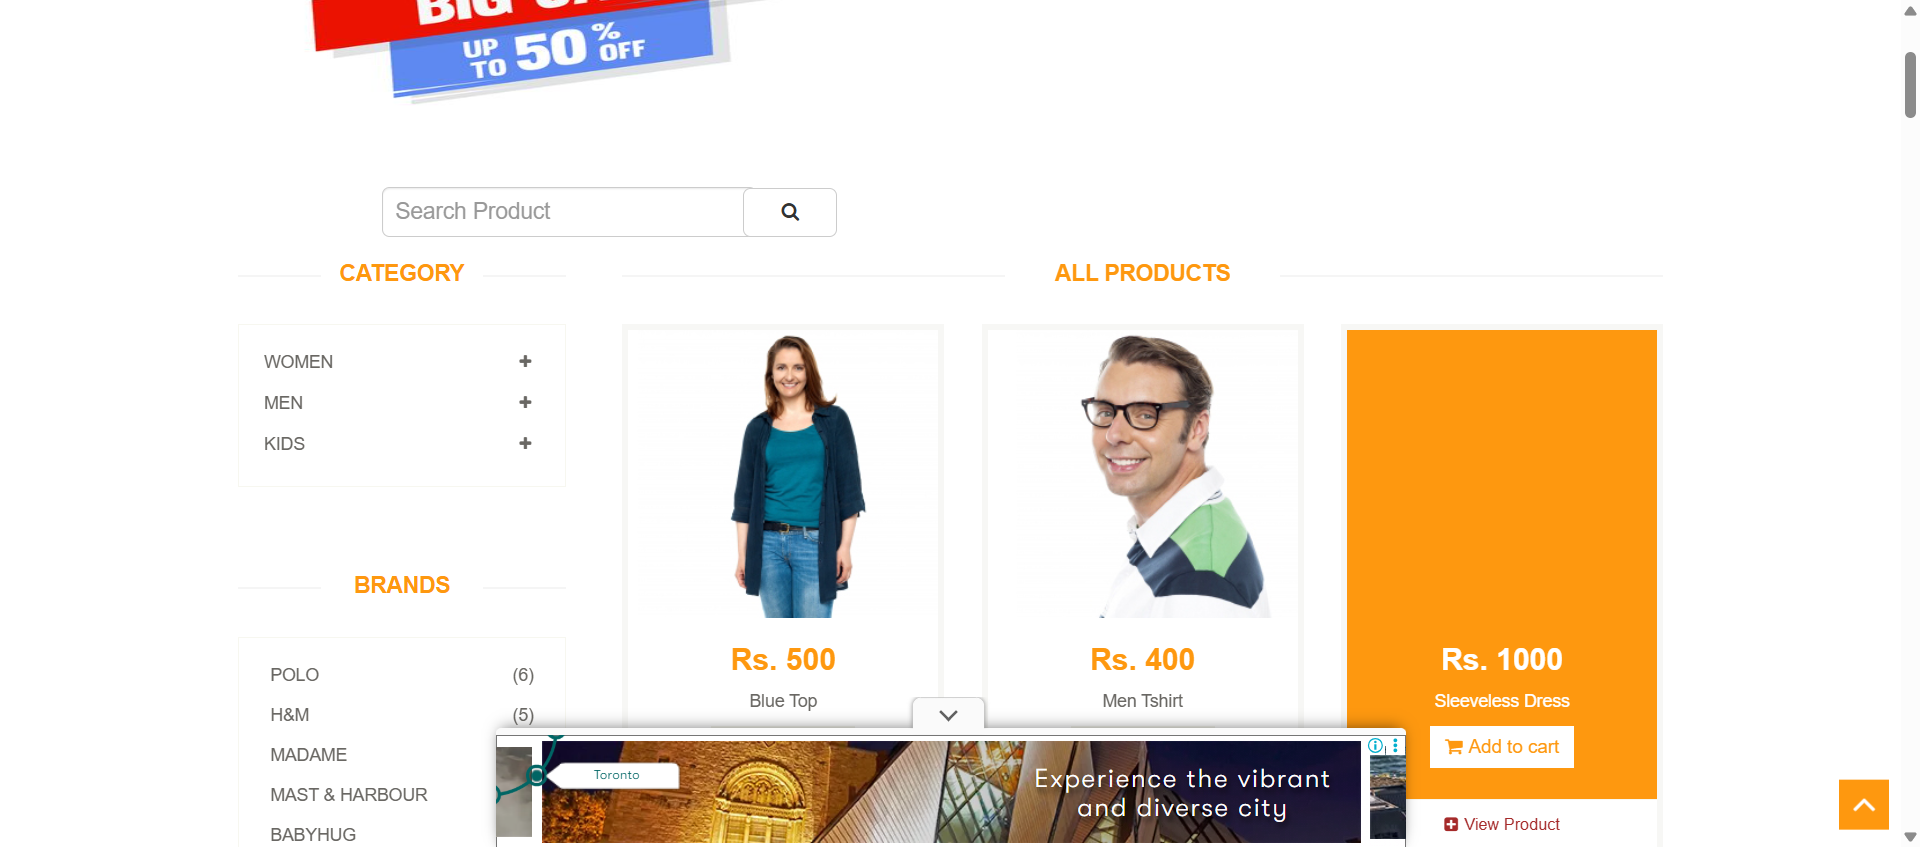 UP TO 50% OFF
Search Product
CATEGORY
WOMEN
MEN
KIDS
BRANDS
POLO (6)
H&M (5)
MADAME
MAST & HARBOUR
BABYHUG
ALL PRODUCTS
Rs. 500
Blue Top
Rs. 400
Men Tshirt
Rs. 1000
Sleeveless Dress
Add to cart
View Product
Toronto
Experience the vibrant
and diverse city